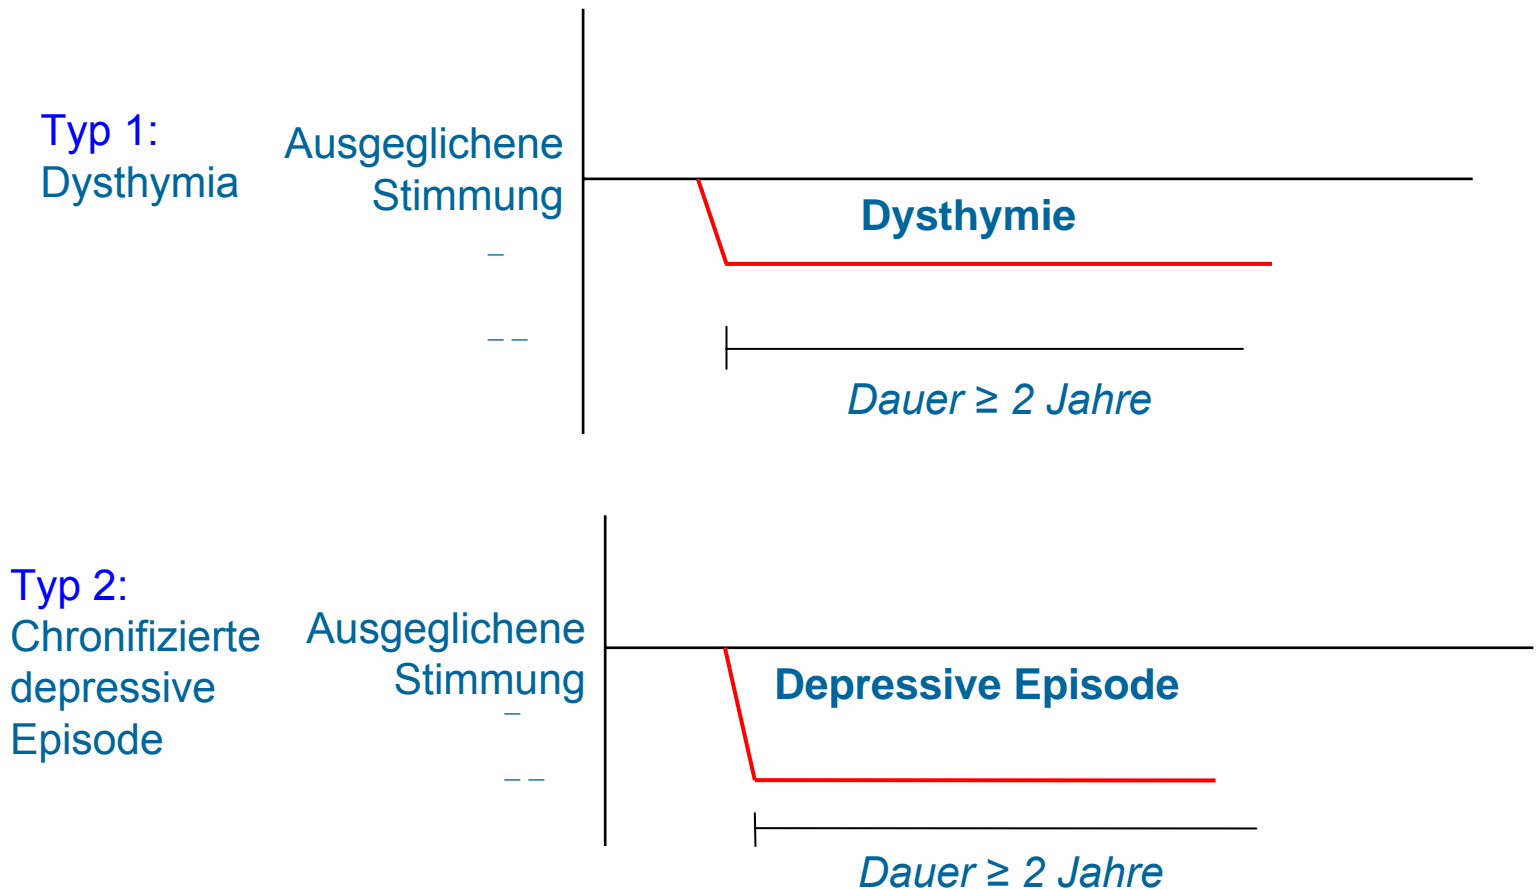 Typ 1:
Dysthymia
Ausgeglichene
Stimmung
Dysthymie
–
– –
Dauer ≥ 2 Jahre
Typ 2:
Chronifizierte
depressive
Episode
Ausgeglichene
Stimmung
Depressive Episode
–
– –
Dauer ≥ 2 Jahre